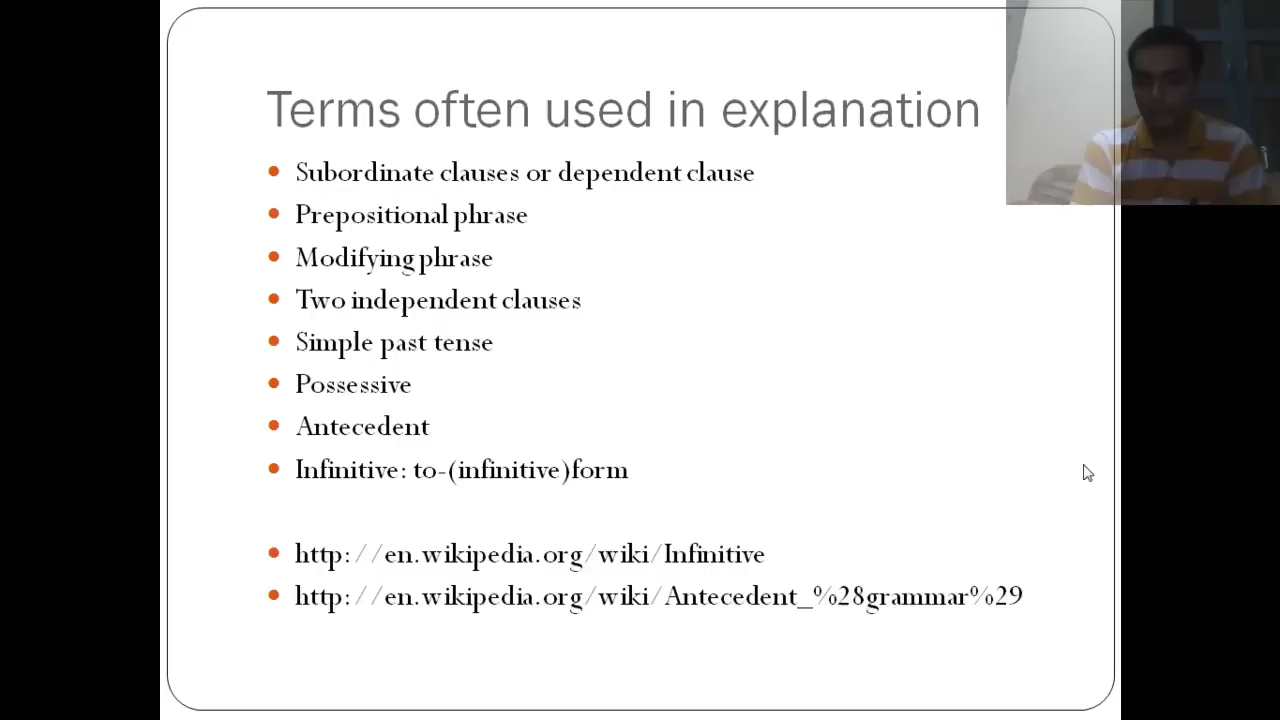 Terms often used in explanation
Subordinate clauses or dependent clause
Prepositional phrase
Modifying phrase
Two independent clauses
Simple past tense
Possessive
Antecedent
Infinitive: to-(infinitive)form
http://en.wikipedia.org/wiki/Infinitive
http://en.wikipedia.org/wiki/Antecedent_%28grammar%29